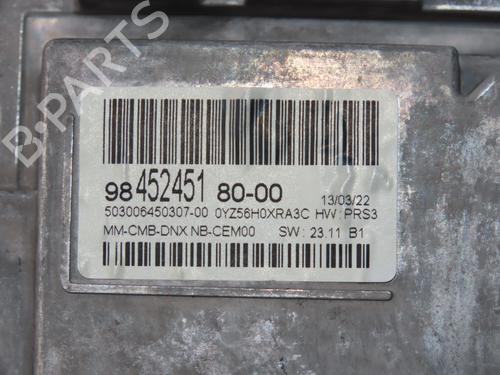 B-PARTS
98 452451 80-00 13/03/22
503006450307-00 0YZ56H0XRA3C HW: PRS3
MM-CMB-DNX NB-CEM00 SW: 23.11 B1